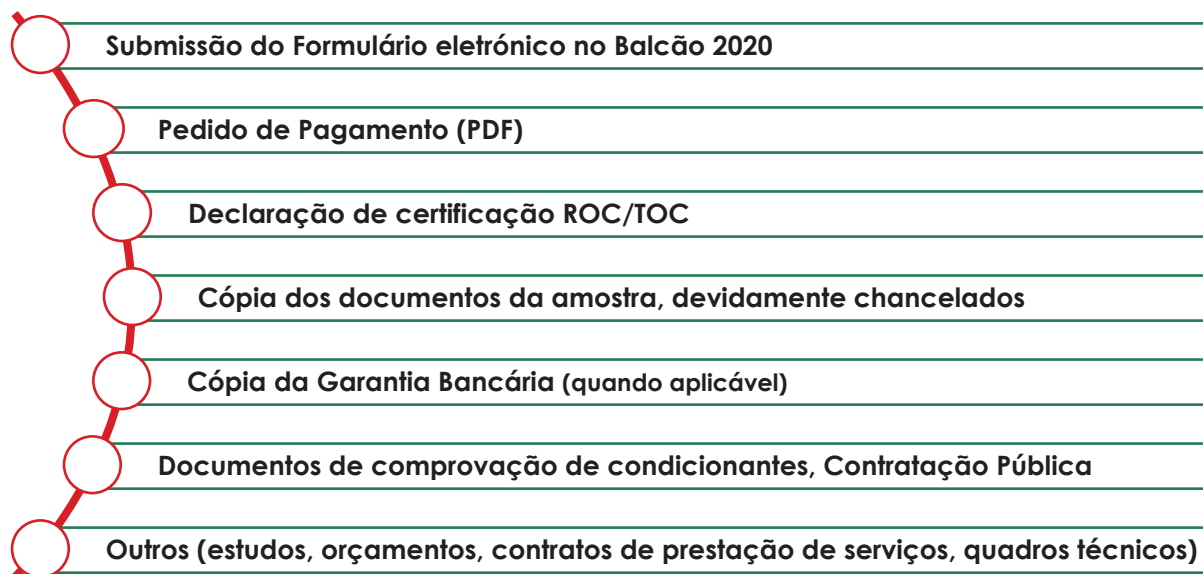 Submissão do Formulário eletrónico no Balcão 2020
Pedido de Pagamento (PDF)
Declaração de certificação ROC/TOC
Cópia dos documentos da amostra, devidamente chancelados
Cópia da Garantia Bancária (quando aplicável)
Documentos de comprovação de condicionantes, Contratação Pública
Outros (estudos, orçamentos, contratos de prestação de serviços, quadros técnicos)